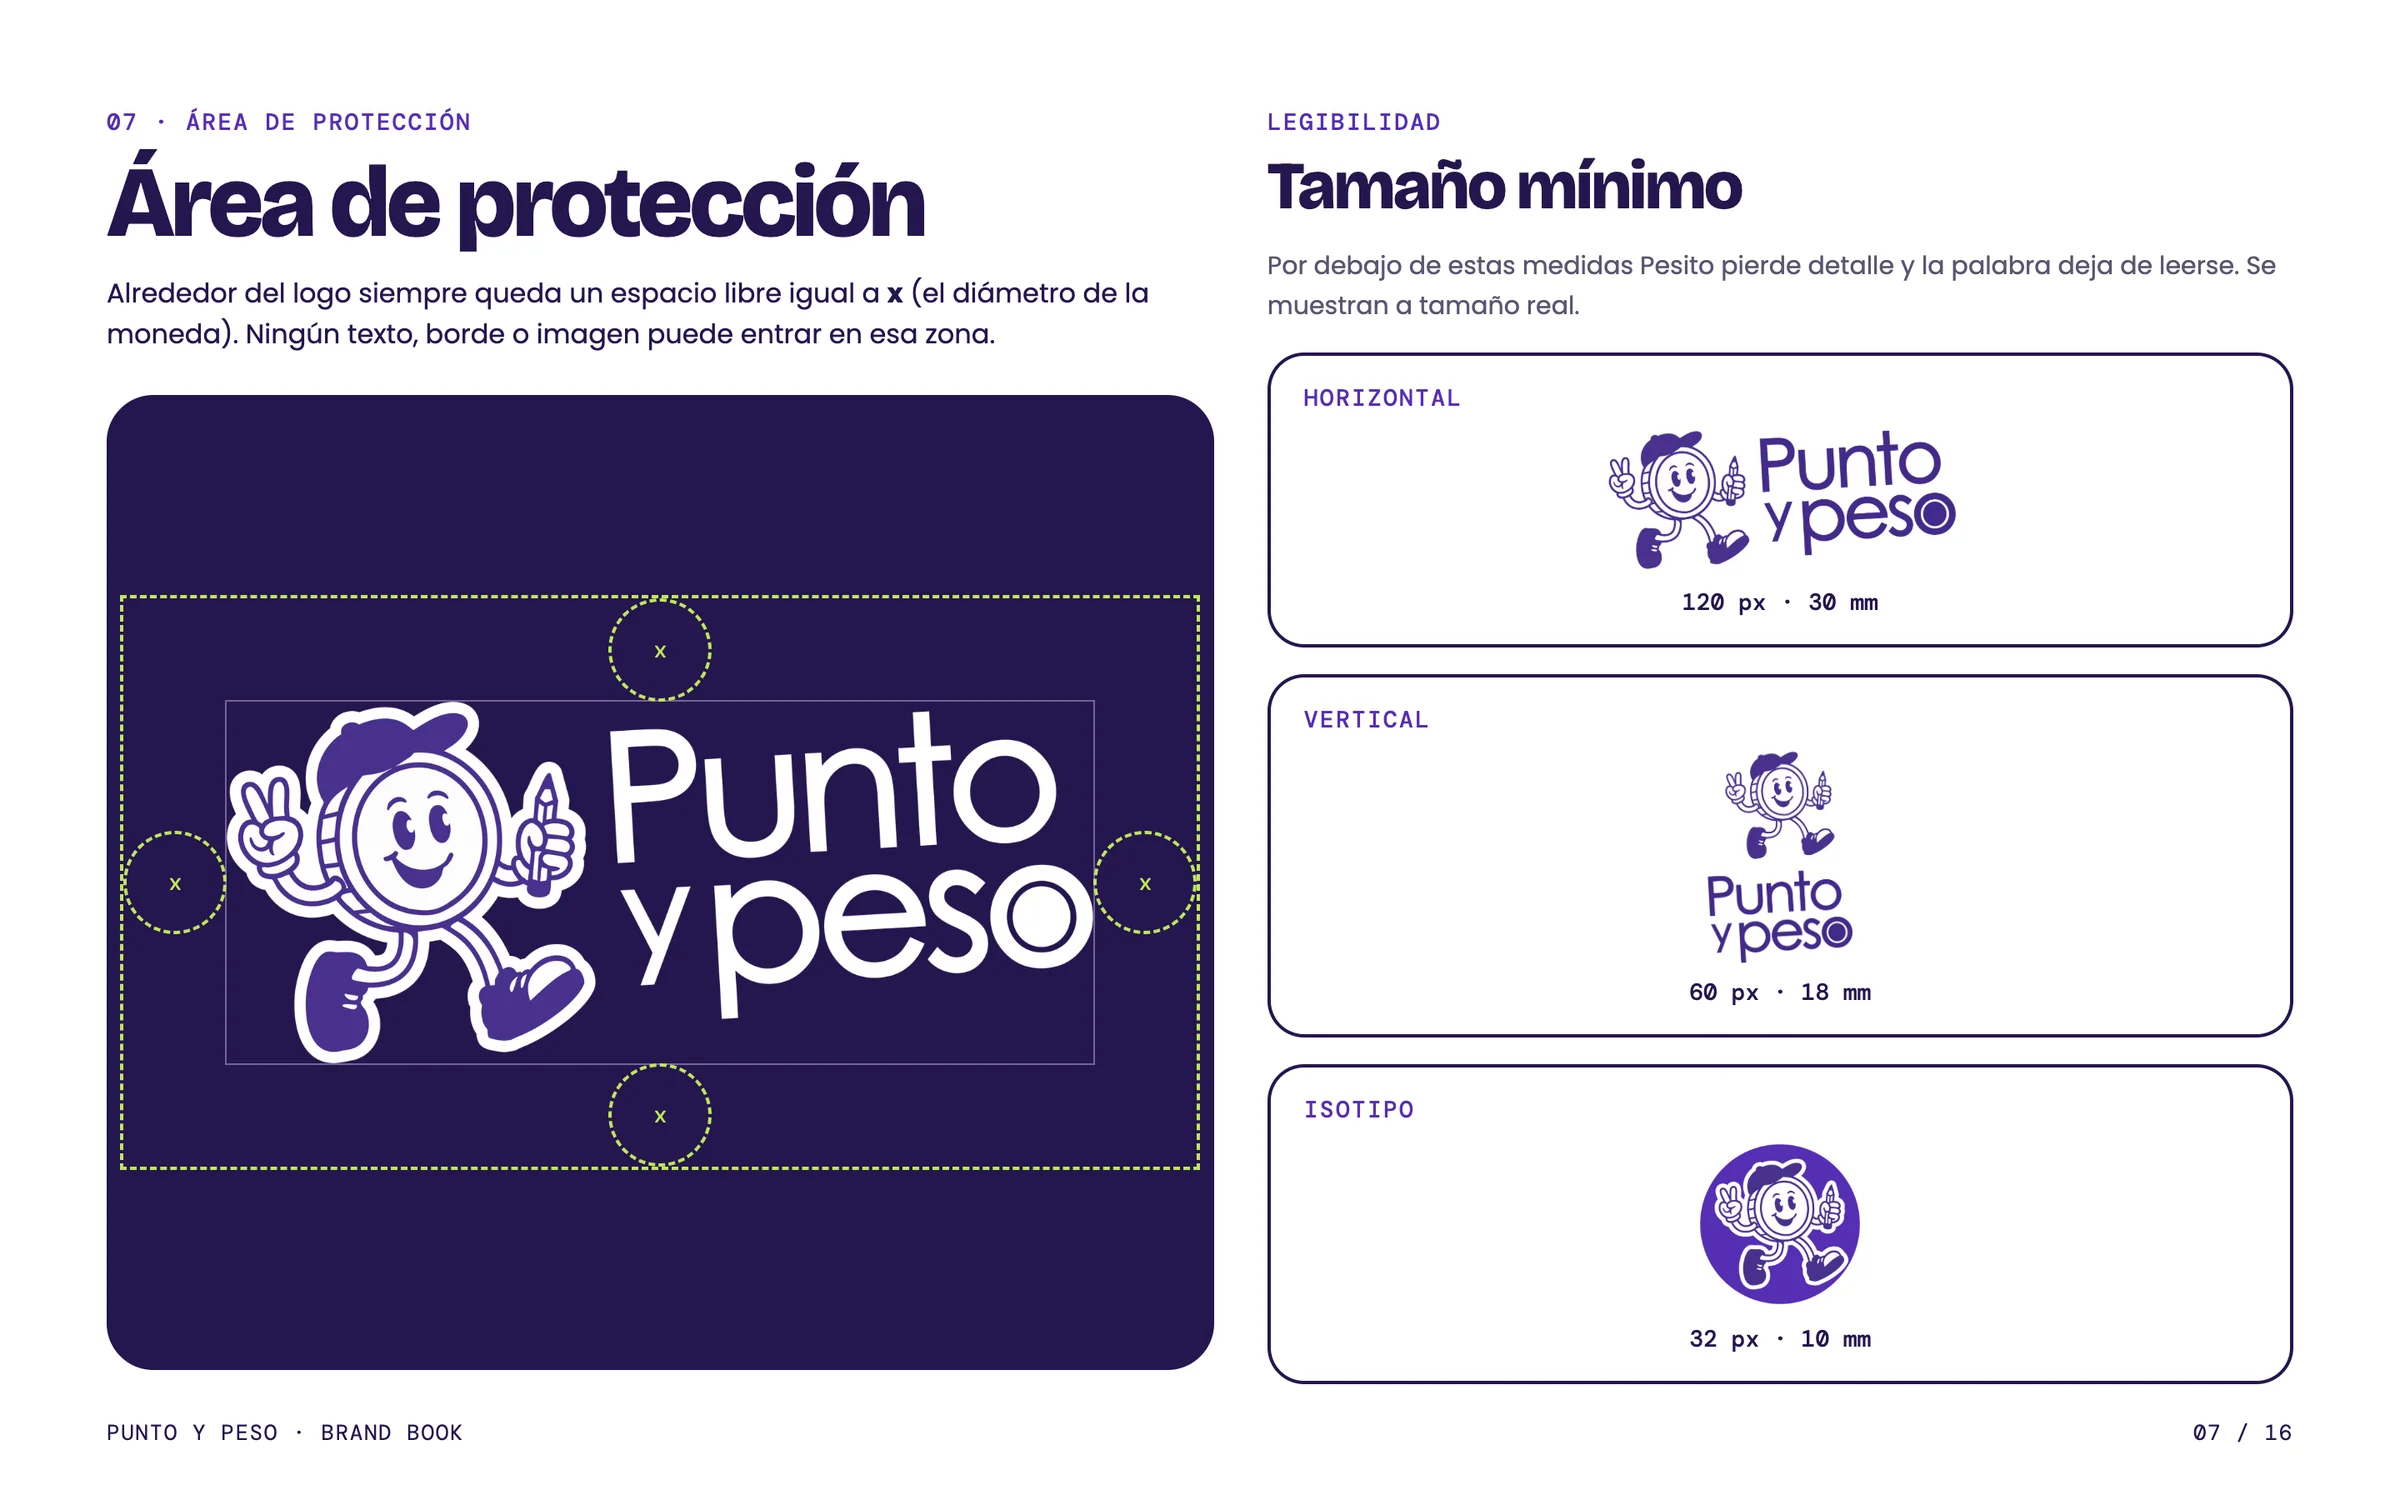 07 · ÁREA DE PROTECCIÓN
Área de protección
Alrededor del logo siempre queda un espacio libre igual a x (el diámetro de la
moneda). Ningún texto, borde o imagen puede entrar en esa zona.
x
x
x
x
Punto
y peso
LEGIBILIDAD
Tamaño mínimo
Por debajo de estas medidas Pesito pierde detalle y la palabra deja de leerse. Se
muestran a tamaño real.
HORIZONTAL
Punto
y peso
120 px · 30 mm
VERTICAL
Punto
y peso
60 px · 18 mm
ISOTIPO
32 px · 10 mm
PUNTO Y PESO · BRAND BOOK
07 / 16